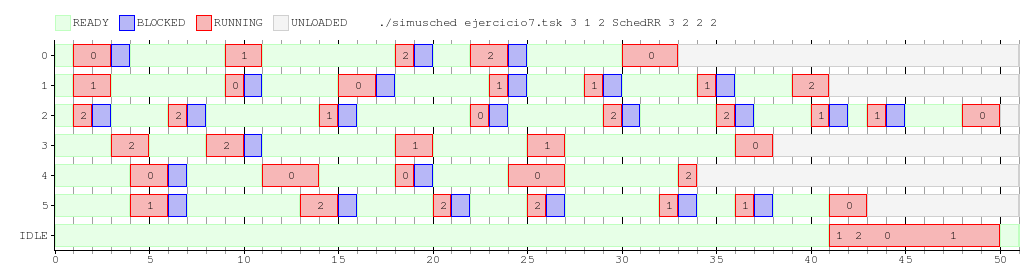 READY BLOCKED RUNNING UNLOADED ./simusched ejercicio7.tsk 3 1 2 SchedRR 3 2 2 2
0 0 1 2 2 0
1 1 0 0 1 1 1 2
2 2 2 1 0 2 2 1 1 0
3 2 2 1 1 0
4 0 0 0 0 2
5 1 2 2 2 1 1 0
IDLE 1 2 0 1
0 5 10 15 20 25 30 35 40 45 50